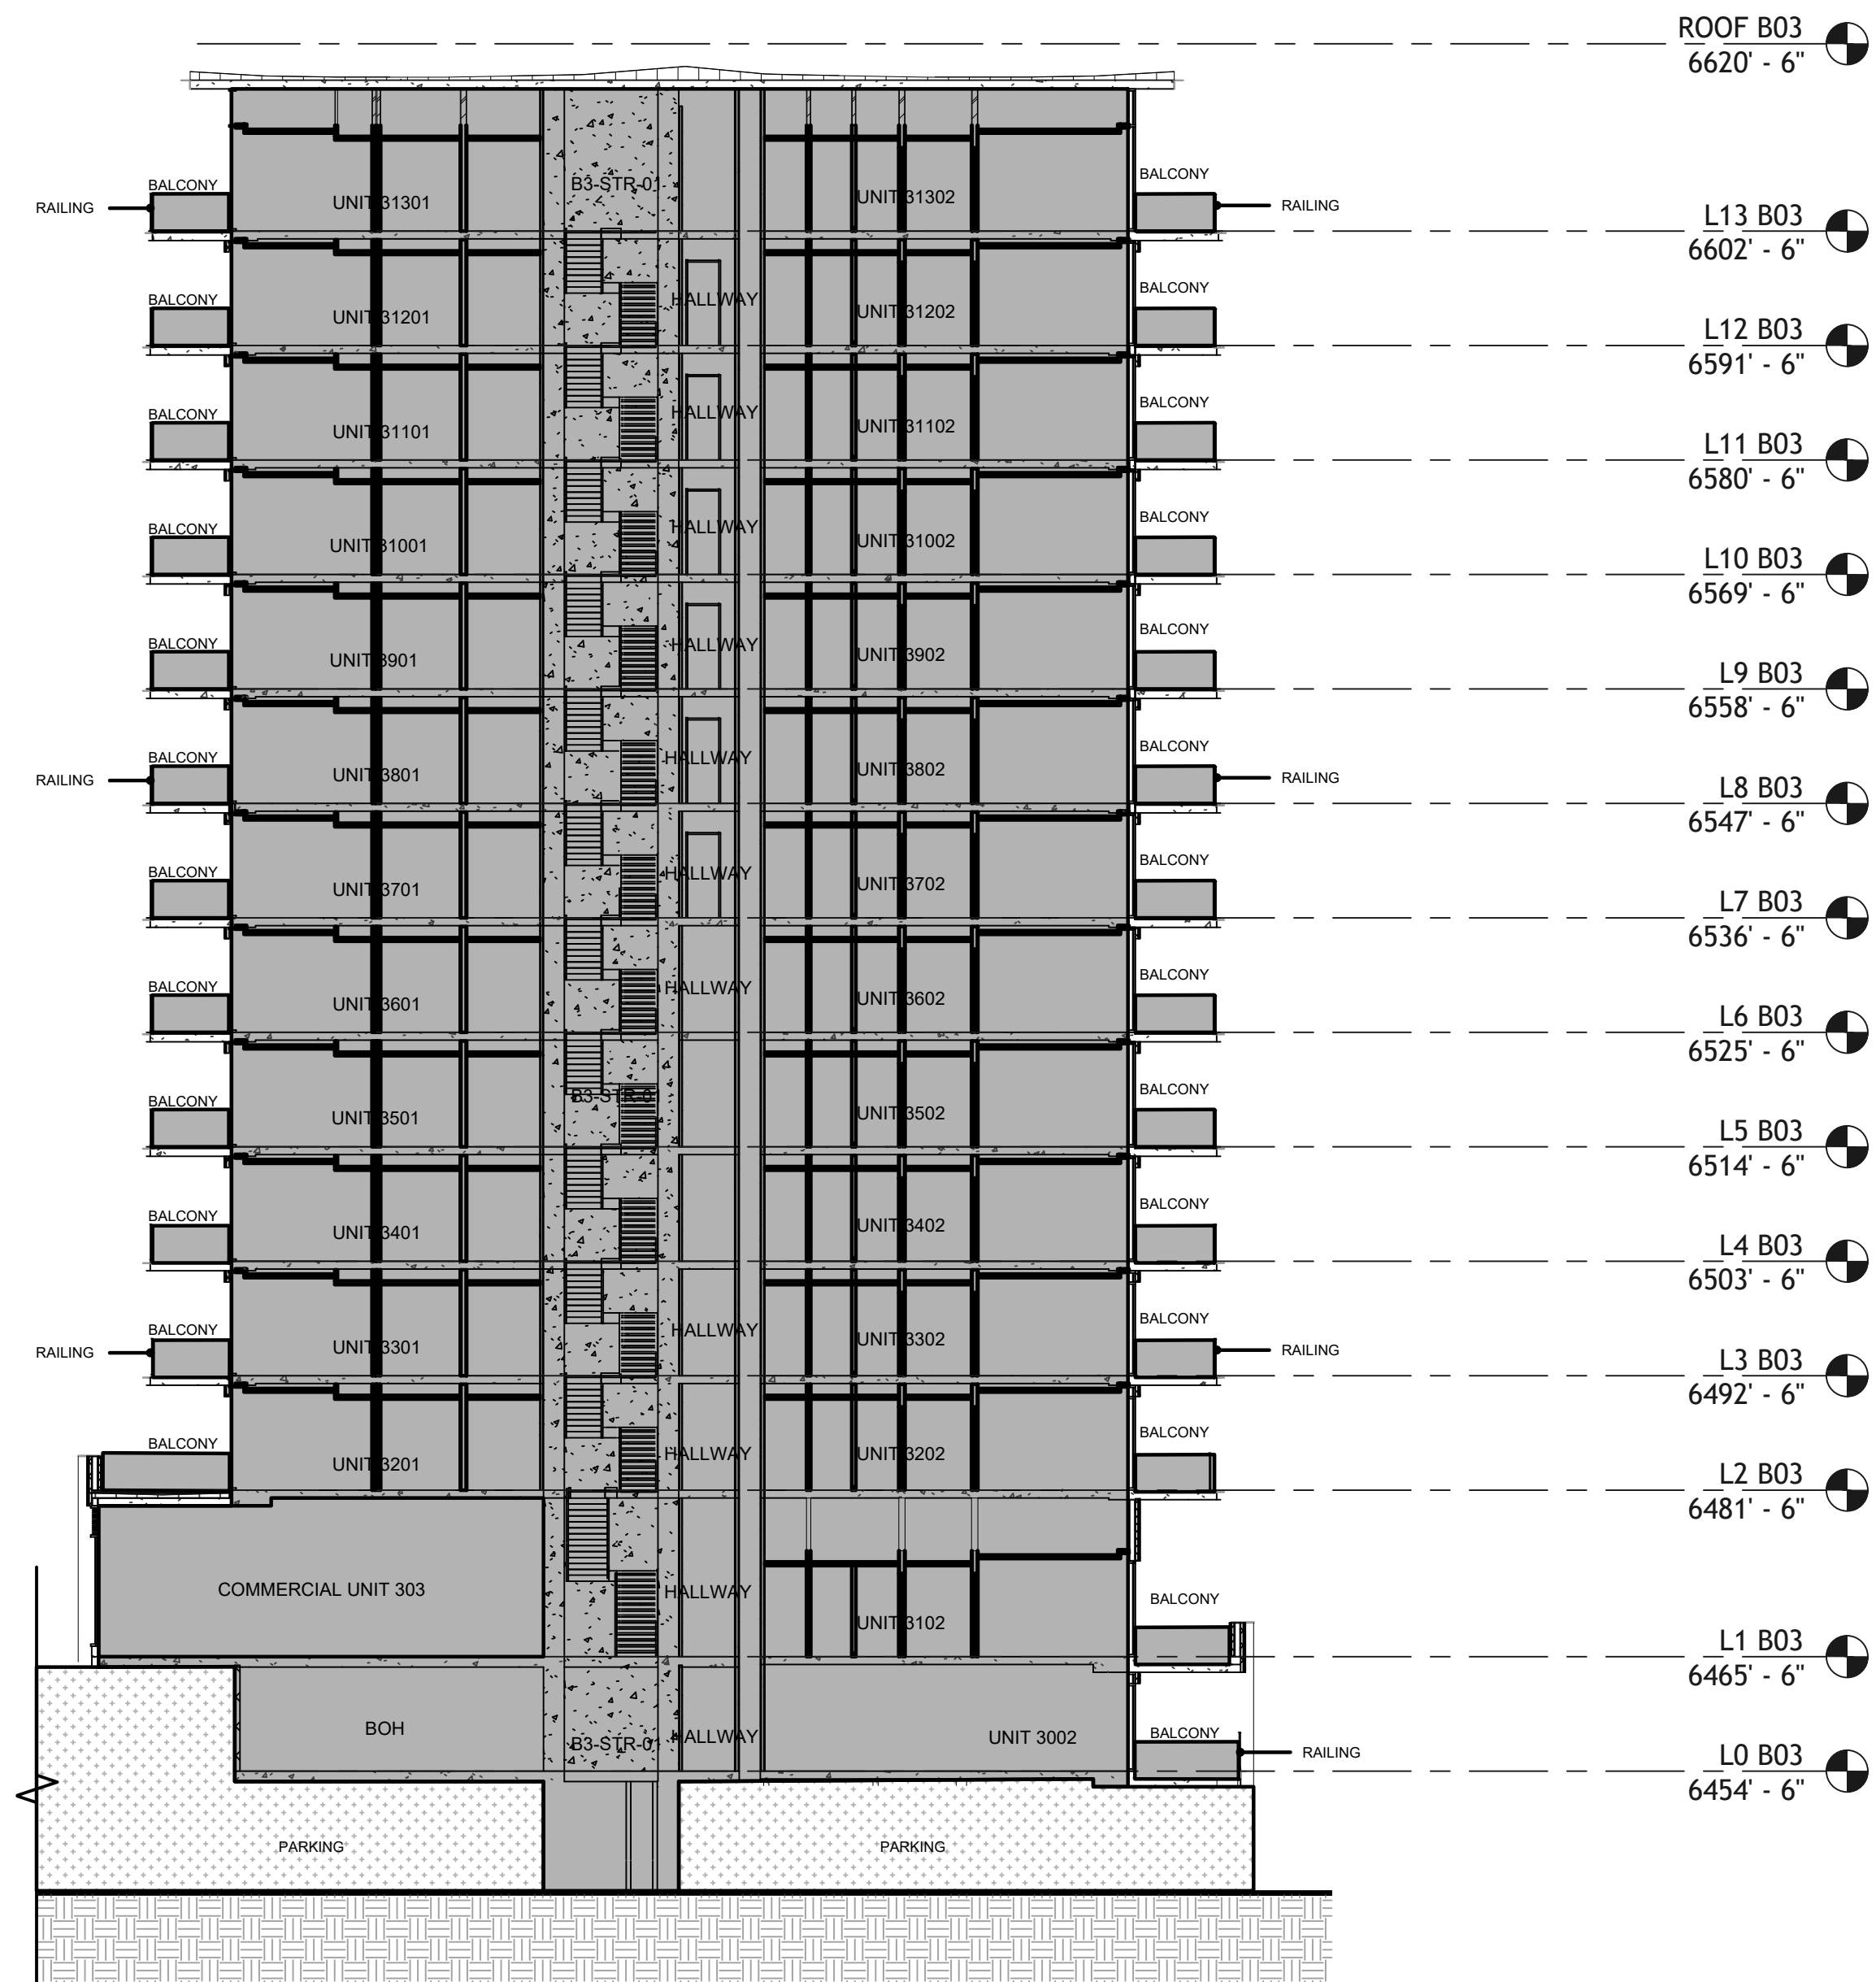 ROOF B03
6620' - 6"
BALCONY
RAILING
UNIT 31301
B3-STR-01
UNIT 31302
BALCONY
RAILING
L13 B03
6602' - 6"
BALCONY
UNIT 31201
HALLWAY
UNIT 31202
BALCONY
L12 B03
6591' - 6"
BALCONY
UNIT 31101
HALLWAY
UNIT 31102
BALCONY
L11 B03
6580' - 6"
BALCONY
UNIT 31001
HALLWAY
UNIT 31002
BALCONY
L10 B03
6569' - 6"
BALCONY
UNIT 3901
HALLWAY
UNIT 3902
BALCONY
L9 B03
6558' - 6"
BALCONY
RAILING
UNIT 3801
HALLWAY
UNIT 3802
BALCONY
RAILING
L8 B03
6547' - 6"
BALCONY
UNIT 3701
HALLWAY
UNIT 3702
BALCONY
L7 B03
6536' - 6"
BALCONY
UNIT 3601
HALLWAY
UNIT 3602
BALCONY
L6 B03
6525' - 6"
BALCONY
UNIT 3501
B3-STR-01
UNIT 3502
BALCONY
L5 B03
6514' - 6"
BALCONY
UNIT 3401
UNIT 3402
BALCONY
L4 B03
6503' - 6"
BALCONY
RAILING
UNIT 3301
HALLWAY
UNIT 3302
BALCONY
RAILING
L3 B03
6492' - 6"
BALCONY
UNIT 3201
HALLWAY
UNIT 3202
BALCONY
L2 B03
6481' - 6"
COMMERCIAL UNIT 303
HALLWAY
UNIT 3102
BALCONY
L1 B03
6465' - 6"
BOH
B3-STR-01
HALLWAY
UNIT 3002
BALCONY
RAILING
L0 B03
6454' - 6"
PARKING
PARKING